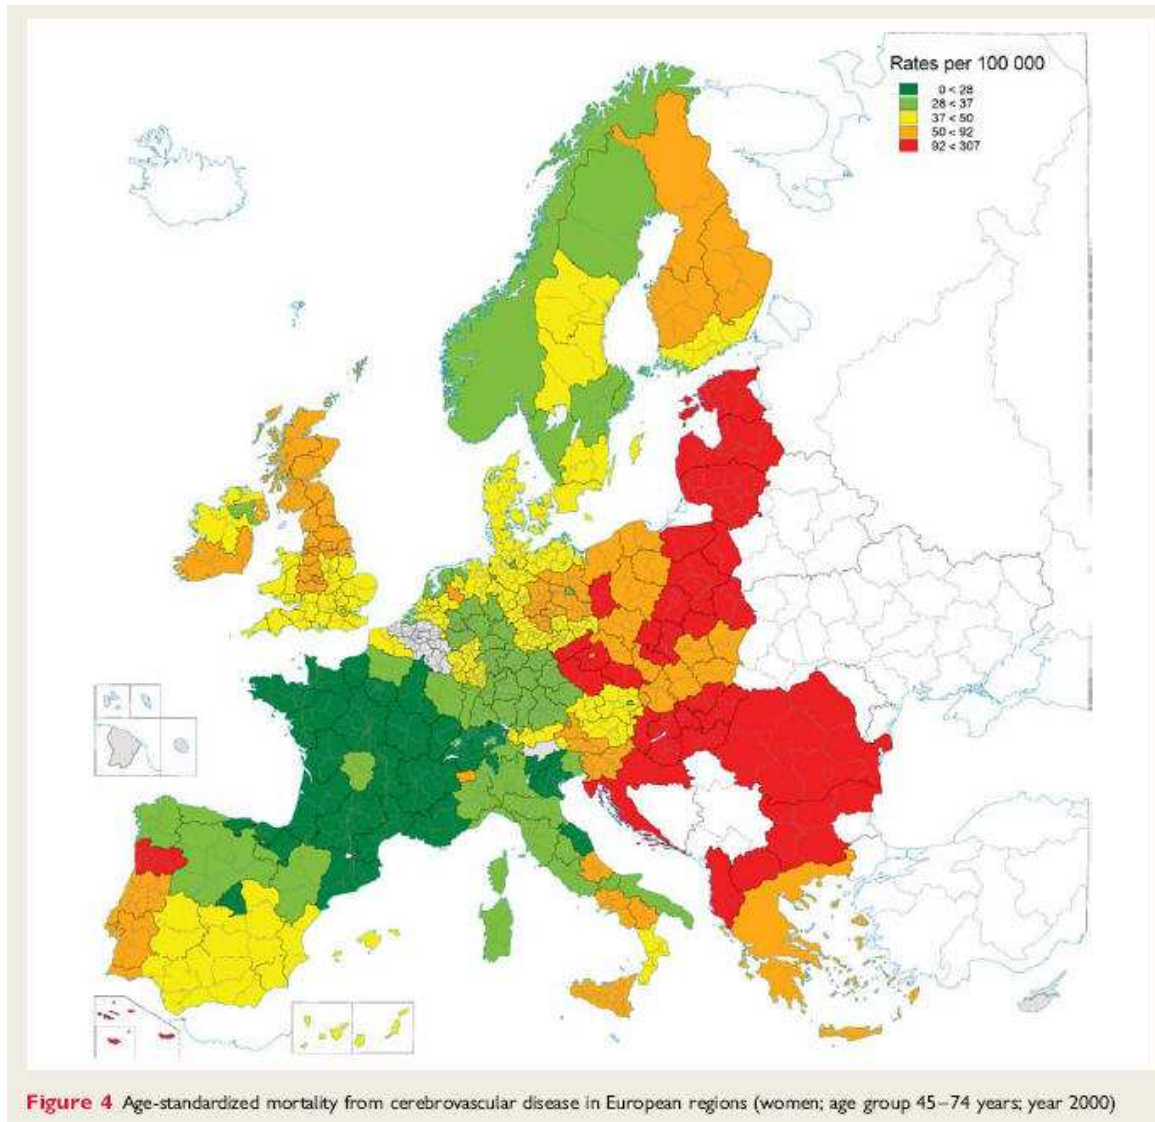 Rates per 100 000
0 < 28
28 < 37
37 < 50
50 < 92
92 < 307
Figure 4 Age-standardized mortality from cerebrovascular disease in European regions (women; age group 45–74 years; year 2000)